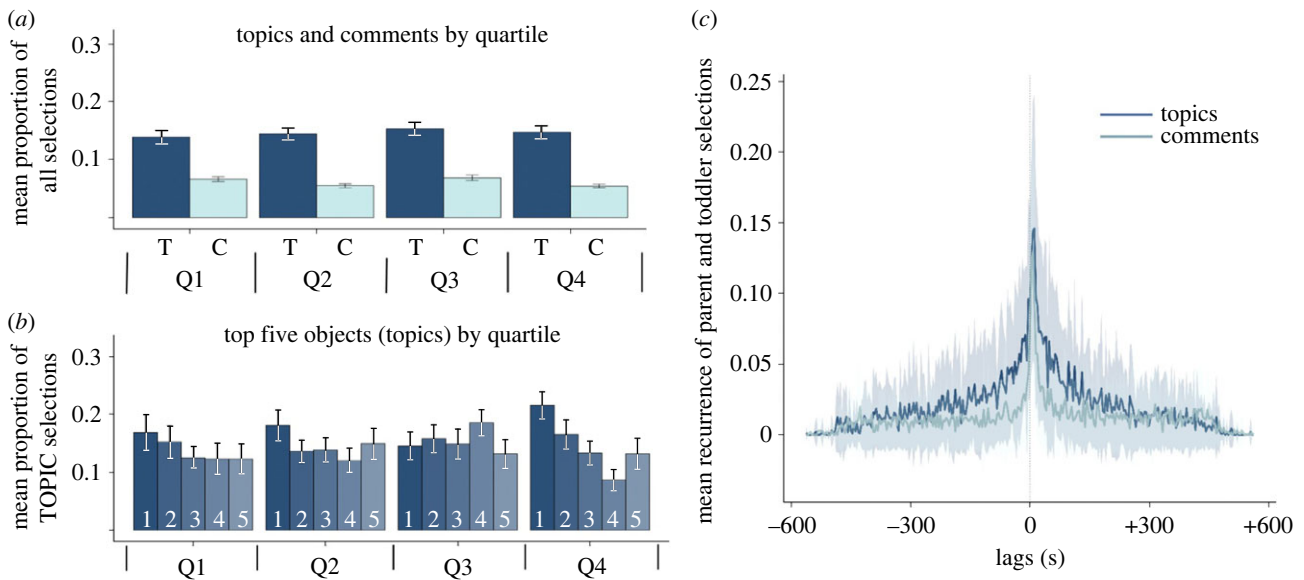 (a)
topics and comments by quartile
mean proportion of
all selections
0.3
0.2
0.1
T C T C T C T C
Q1 Q2 Q3 Q4
(b)
top five objects (topics) by quartile
mean proportion of
TOPIC selections
0.3
0.2
0.1
1 2 3 4 5 1 2 3 4 5 1 2 3 4 5 1 2 3 4 5
Q1 Q2 Q3 Q4
(c)
mean recurrence of parent and toddler selections
0.25
0.20
0.15
0.10
0.05
0
topics
comments
−600 −300 0 +300 +600
lags (s)